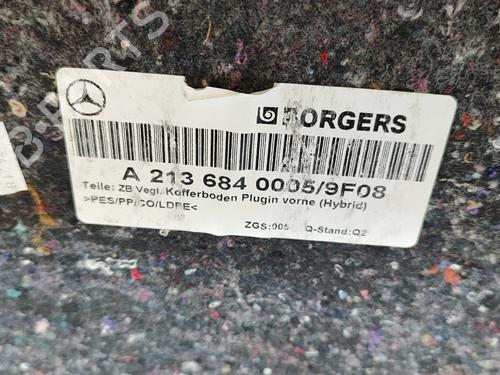 BORGERS
A 213 684 0005/9F08
Teile: ZB Vegl. Kofferboden Plugin vorne (Hybrid)
>PES/PP/CO/LDPE<
ZGS:005 Q-Stand:Q2